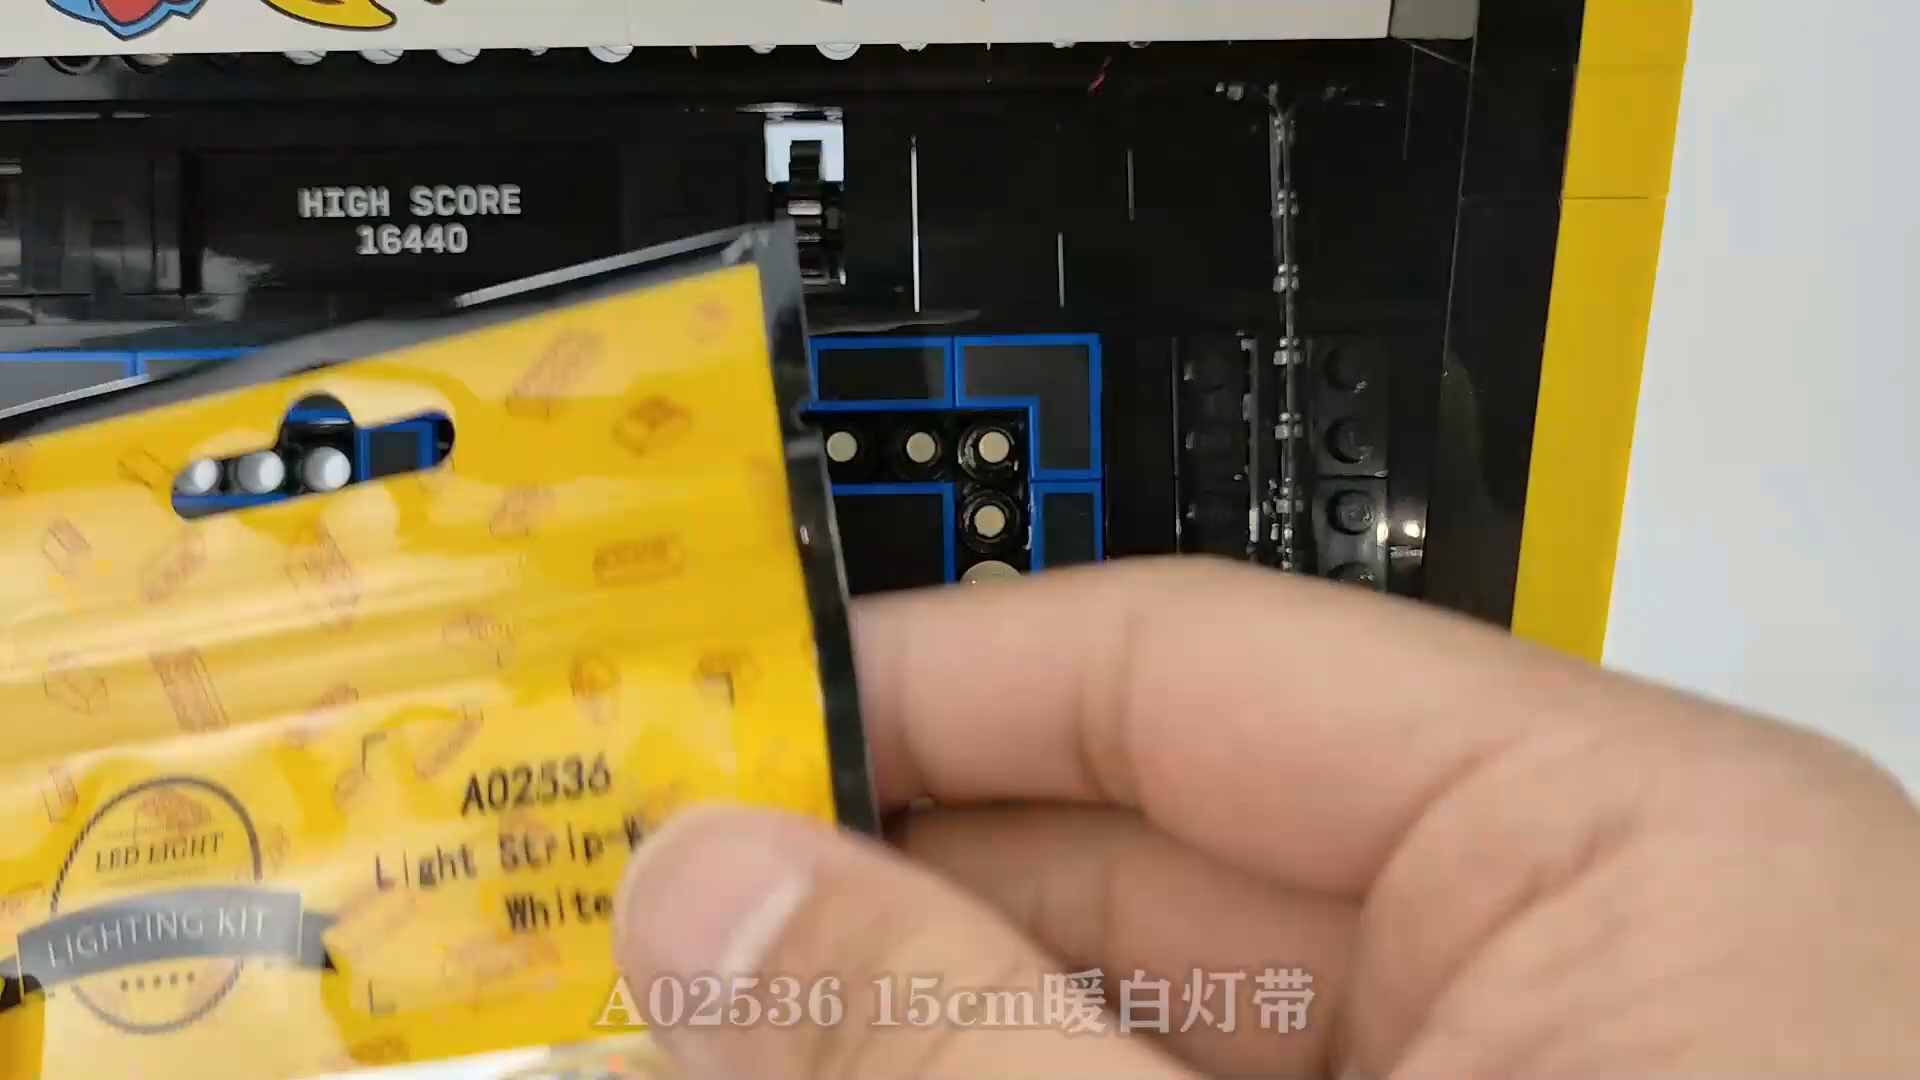 HIGH SCORE
16440
A02536
Light Strip-W
White
LED LIGHT
LIGHTING KIT
A02536 15cm暖白灯带